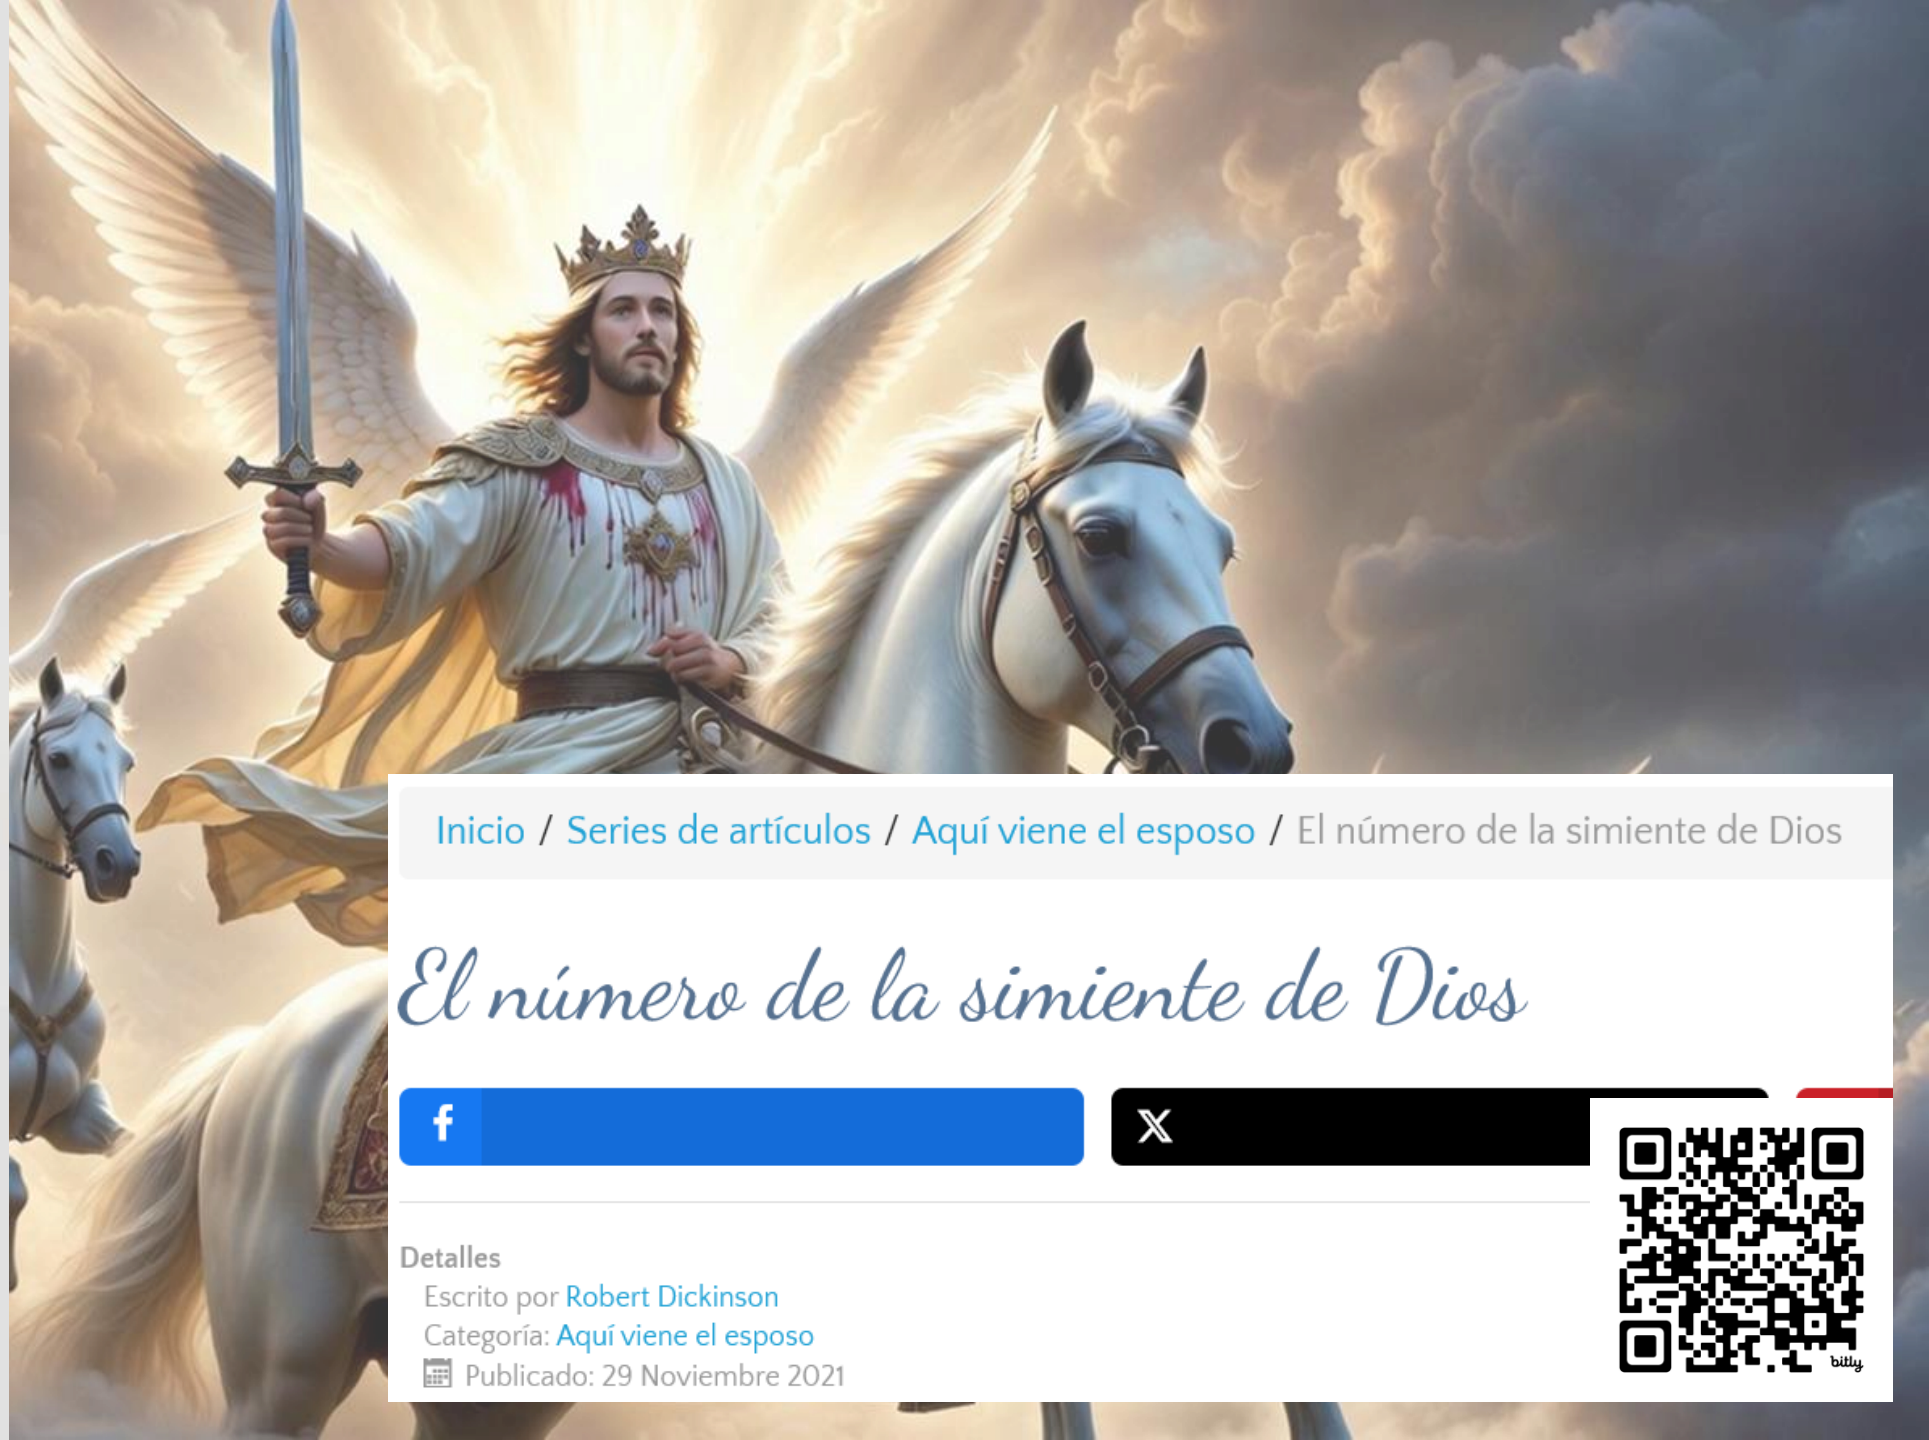 Inicio / Series de artículos / Aquí viene el esposo / El número de la simiente de Dios
El número de la simiente de Dios
Detalles
Escrito por Robert Dickinson
Categoría: Aquí viene el esposo
Publicado: 29 Noviembre 2021
bitly